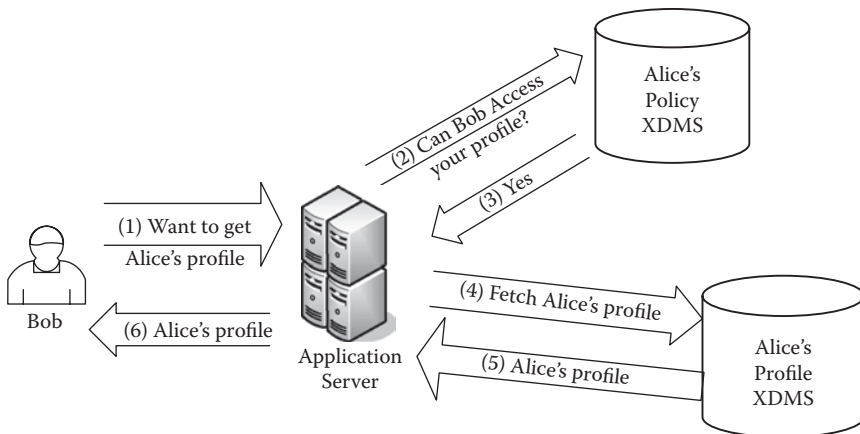 Alice's
Policy
XDMS
(2) Can Bob Access
your profile?
(3) Yes
(1) Want to get
Alice's profile
Bob
(6) Alice's profile
Application
Server
(4) Fetch Alice's profile
(5) Alice's profile
Alice's
Profile
XDMS